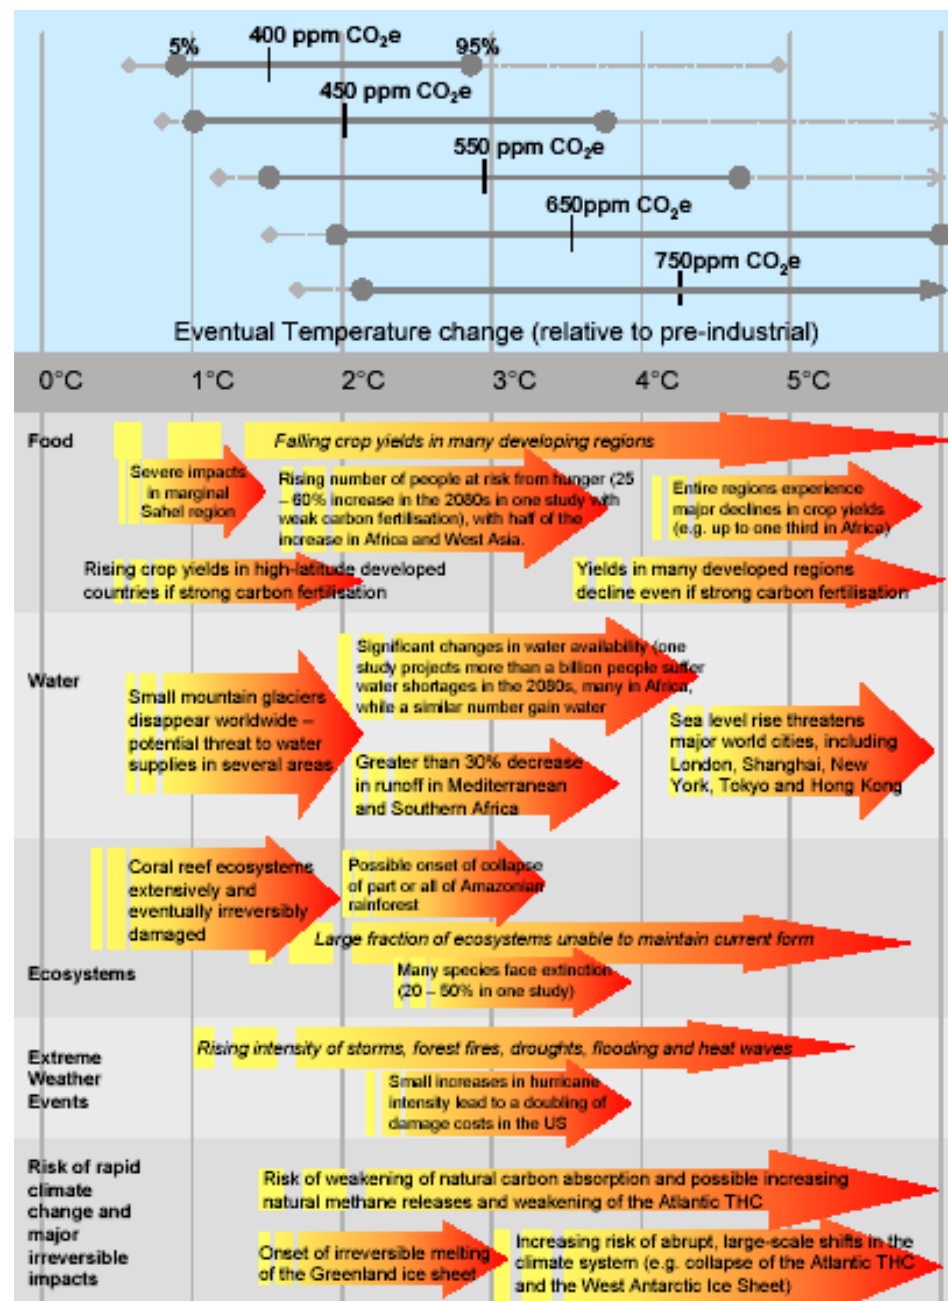 400 ppm CO₂e
5%
95%
450 ppm CO₂e
550 ppm CO₂e
650ppm CO₂e
750ppm CO₂e
Eventual Temperature change (relative to pre-industrial)
0°C 1°C 2°C 3°C 4°C 5°C
Food
Falling crop yields in many developing regions
Severe impacts
in marginal
Sahel region
Rising number of people at risk from hunger (25
– 60% increase in the 2080s in one study with
weak carbon fertilisation), with half of the
increase in Africa and West Asia.
Entire regions experience
major declines in crop yields
(e.g. up to one third in Africa)
Rising crop yields in high-latitude developed
countries if strong carbon fertilisation
Yields in many developed regions
decline even if strong carbon fertilisation
Water
Significant changes in water availability (one
study projects more than a billion people suffer
water shortages in the 2080s, many in Africa,
while a similar number gain water
Small mountain glaciers
disappear worldwide –
potential threat to water
supplies in several areas
Greater than 30% decrease
in runoff in Mediterranean
and Southern Africa
Sea level rise threatens
major world cities, including
London, Shanghai, New
York, Tokyo and Hong Kong
Ecosystems
Coral reef ecosystems
extensively and
eventually irreversibly
damaged
Possible onset of collapse
of part or all of Amazonian
rainforest
Large fraction of ecosystems unable to maintain current form
Many species face extinction
(20 – 50% in one study)
Extreme
Weather
Events
Rising intensity of storms, forest fires, droughts, flooding and heat waves
Small increases in hurricane
intensity lead to a doubling of
damage costs in the US
Risk of rapid
climate
change and
major
irreversible
impacts
Risk of weakening of natural carbon absorption and possible increasing
natural methane releases and weakening of the Atlantic THC
Onset of irreversible melting
of the Greenland ice sheet
Increasing risk of abrupt, large-scale shifts in the
climate system (e.g. collapse of the Atlantic THC
and the West Antarctic Ice Sheet)